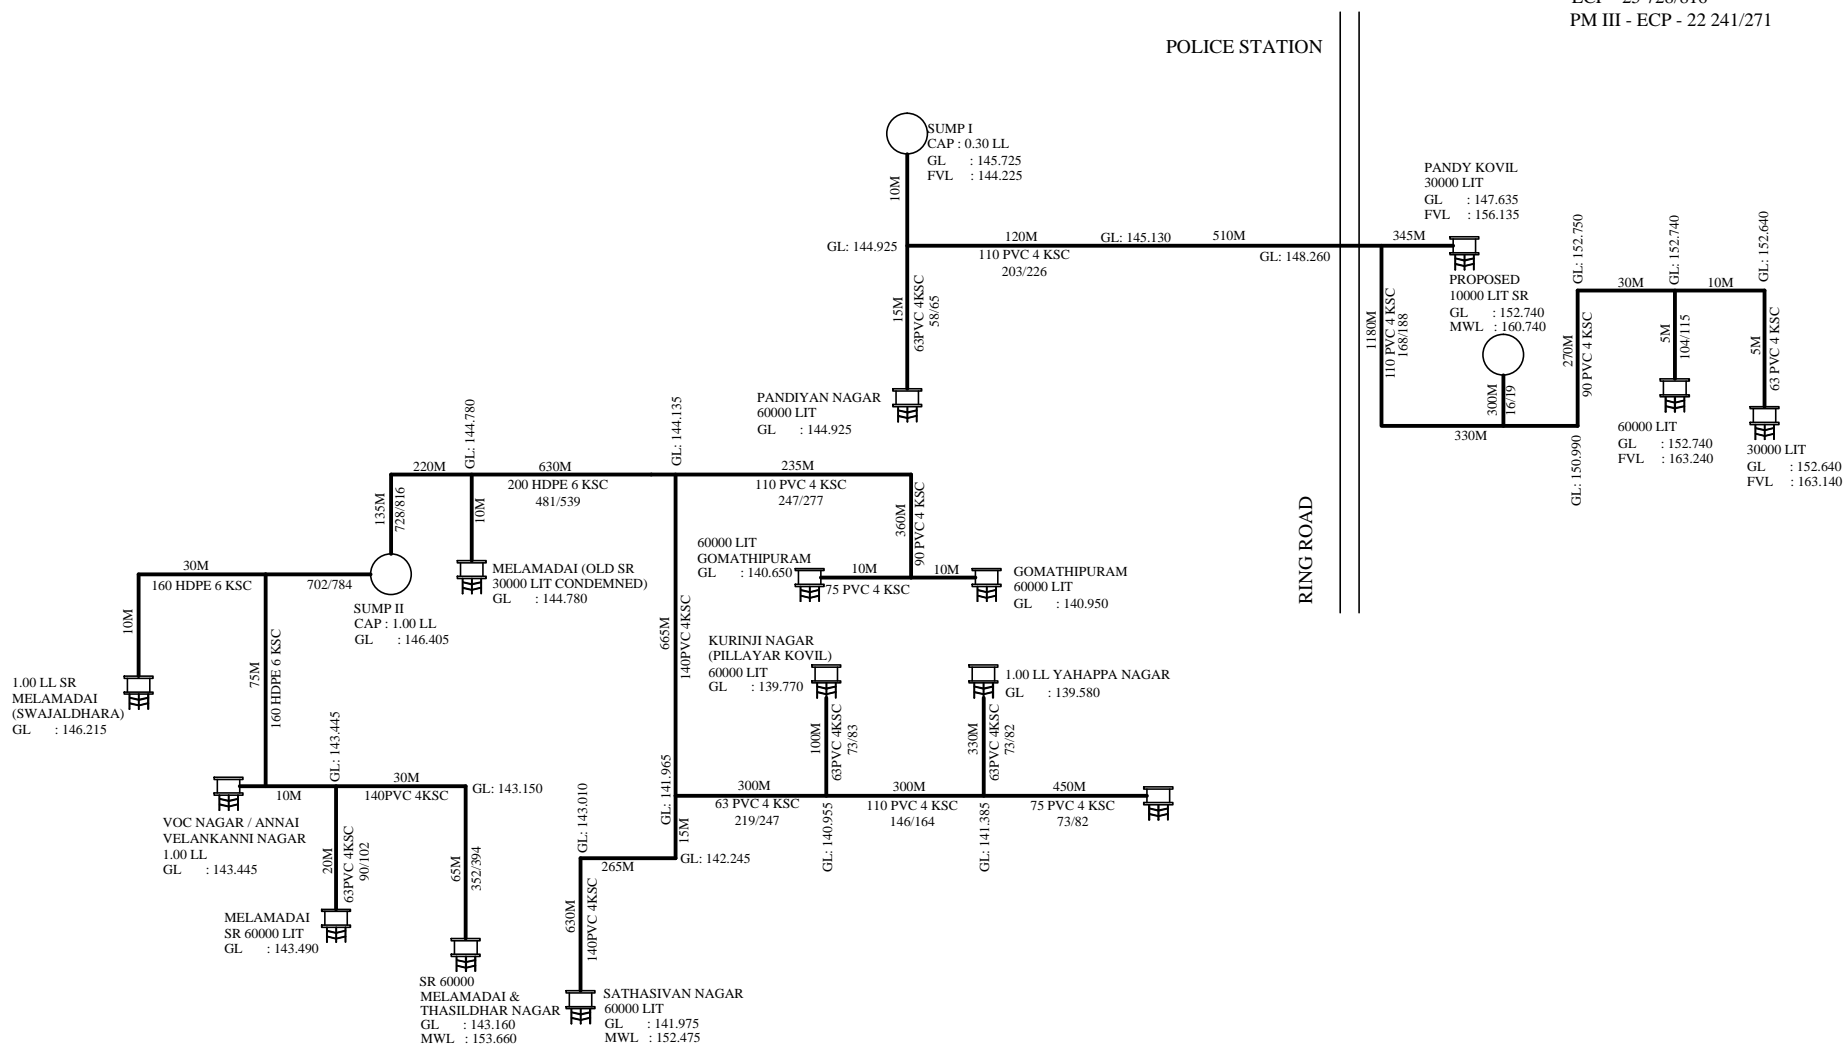 PM III - ECP - 22 241/271
POLICE STATION
SUMP I
CAP : 0.30 LL
GL : 145.725
FVL : 144.225
10M
GL: 144.925
120M
110 PVC 4 KSC
203/226
GL: 145.130
510M
GL: 148.260
345M
PANDY KOVIL
30000 LIT
GL : 147.635
FVL : 156.135
15M
63PVC 4KSC
58/65
PANDIYAN NAGAR
60000 LIT
GL : 144.925
1180M
110 PVC 4 KSC
168/188
PROPOSED
10000 LIT SR
GL : 152.740
MWL : 160.740
300M
16/19
330M
GL: 150.990
270M
90 PVC 4 KSC
GL: 152.750
30M
GL: 152.740
10M
GL: 152.640
5M
104/115
5M
63 PVC 4 KSC
60000 LIT
GL : 152.740
FVL : 163.240
30000 LIT
GL : 152.640
FVL : 163.140
RING ROAD
GL: 144.780
GL: 144.135
220M
630M
200 HDPE 6 KSC
481/539
235M
110 PVC 4 KSC
247/277
135M
728/816
10M
MELAMADAI (OLD SR
30000 LIT CONDEMNED)
GL : 144.780
360M
90 PVC 4 KSC
60000 LIT
GOMATHIPURAM
GL : 140.650
10M
75 PVC 4 KSC
10M
GOMATHIPURAM
60000 LIT
GL : 140.950
30M
160 HDPE 6 KSC
702/784
SUMP II
CAP : 1.00 LL
GL : 146.405
10M
1.00 LL SR
MELAMADAI
(SWAJALDHARA)
GL : 146.215
75M
160 HDPE 6 KSC
665M
140PVC 4KSC
KURINJI NAGAR
(PILLAYAR KOVIL)
60000 LIT
GL : 139.770
1.00 LL YAHAPPA NAGAR
GL : 139.580
100M
63PVC 4KSC
73/83
330M
63PVC 4KSC
73/82
GL: 141.965
300M
63 PVC 4 KSC
219/247
GL: 140.955
300M
110 PVC 4 KSC
146/164
GL: 141.385
450M
75 PVC 4 KSC
73/82
15M
GL: 142.245
265M
GL: 143.010
630M
140PVC 4KSC
SATHASIVAN NAGAR
60000 LIT
GL : 141.975
MWL : 152.475
GL: 143.445
10M
30M
140PVC 4KSC
GL: 143.150
VOC NAGAR / ANNAI
VELANKANNI NAGAR
1.00 LL
GL : 143.445
20M
63PVC 4KSC
90/102
65M
352/394
MELAMADAI
SR 60000 LIT
GL : 143.490
SR 60000
MELAMADAI &
THASILDHAR NAGAR
GL : 143.160
MWL : 153.660